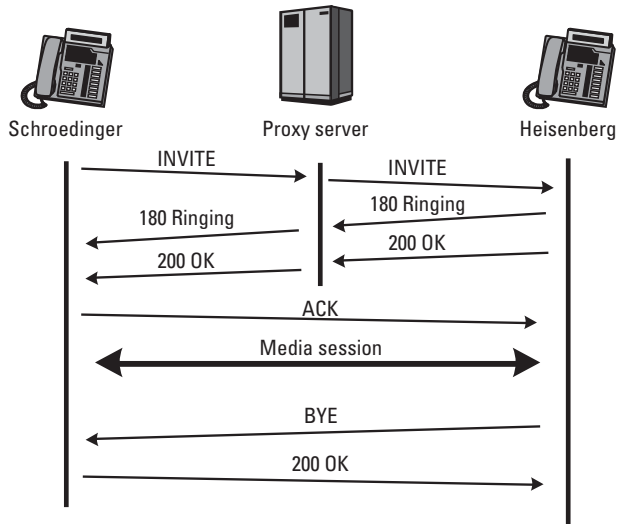 Schroedinger
Proxy server
Heisenberg
INVITE
INVITE
180 Ringing
180 Ringing
200 OK
200 OK
ACK
Media session
BYE
200 OK